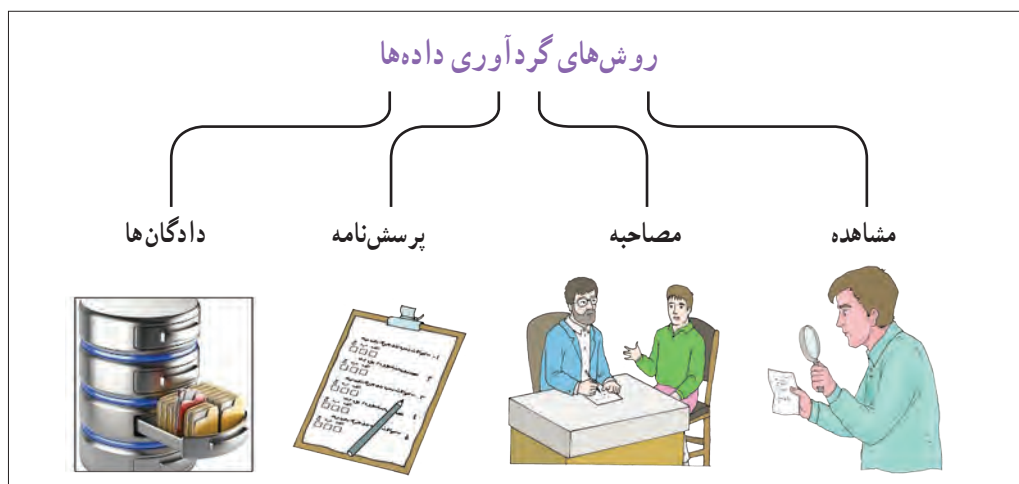 روش‌های گردآوری داده‌ها
مشاهده
مصاحبه
پرسش‌نامه
دادگان‌ها